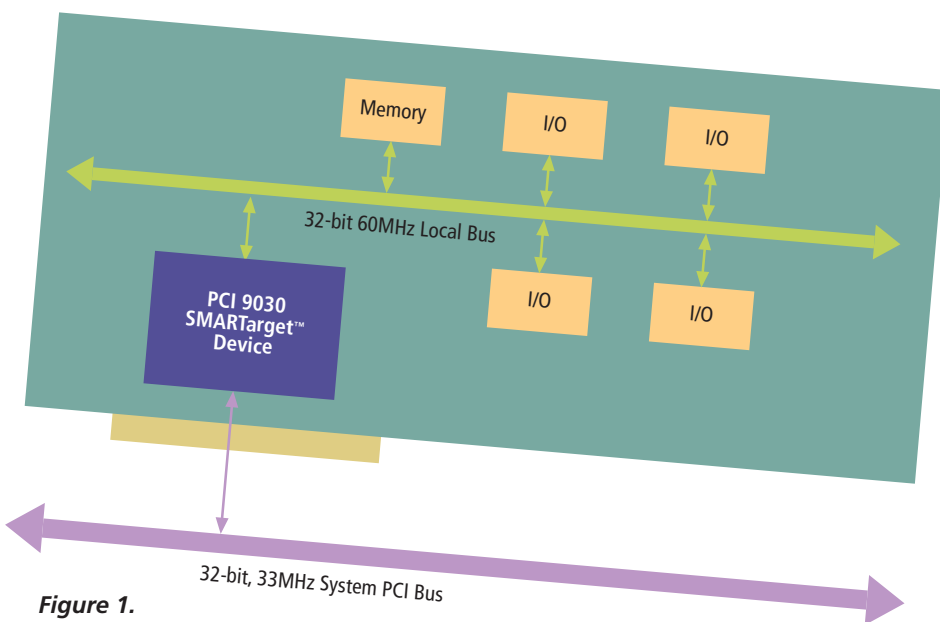 Memory
I/O
I/O
32-bit 60MHz Local Bus
I/O
I/O
PCI 9030
SMARTarget™
Device
32-bit, 33MHz System PCI Bus
Figure 1.